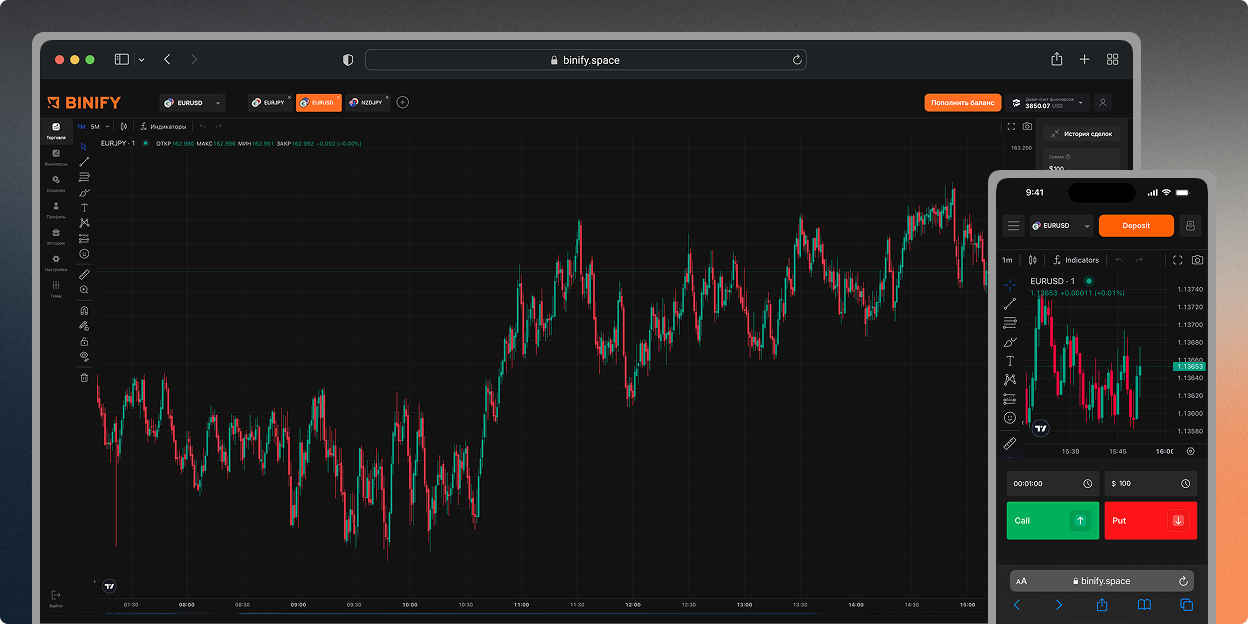 binify.space
BINIFY
EURUSD
EURJPY
EURUSD
NZDJPY
Пополнить баланс
3850.07 USD
Торговля
1M 5M
Индикаторы
История сделок
EURJPY · 1
ОТКР162.990 МАКС162.996 МИН162.961 ЗАКР162.992 −0.002 (−0.00%)
163.250
Сумма
$100
Фьючерсы
Кошелек
Профиль
История
Настройки
Темы
Выйти
07:30 08:00 08:30 09:00 09:30 10:00 10:30 11:00 11:30 12:00 12:30 13:00 13:30 14:00 14:30 15:00
9:41
EURUSD
Deposit
1m
Indicators
EURUSD · 1
1.13653 +0.00011 (+0.01%)
1.13740
1.13720
1.13700
1.13680
1.13660
1.13653
1.13640
1.13620
1.13600
1.13580
15:30 15:45 16:00
00:01:00
$ 100
Call
Put
AA
binify.space